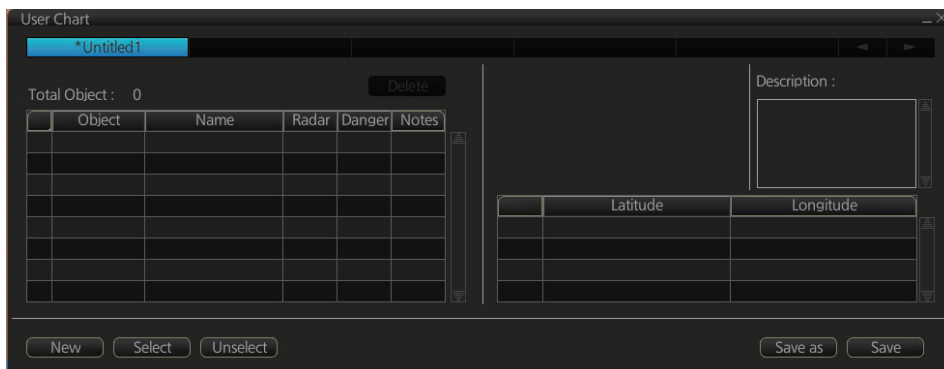 User Chart
*Untitled1
Total Object : 0
Delete
Object Name Radar Danger Notes
Description :
Latitude Longitude
New Select Unselect Save as Save